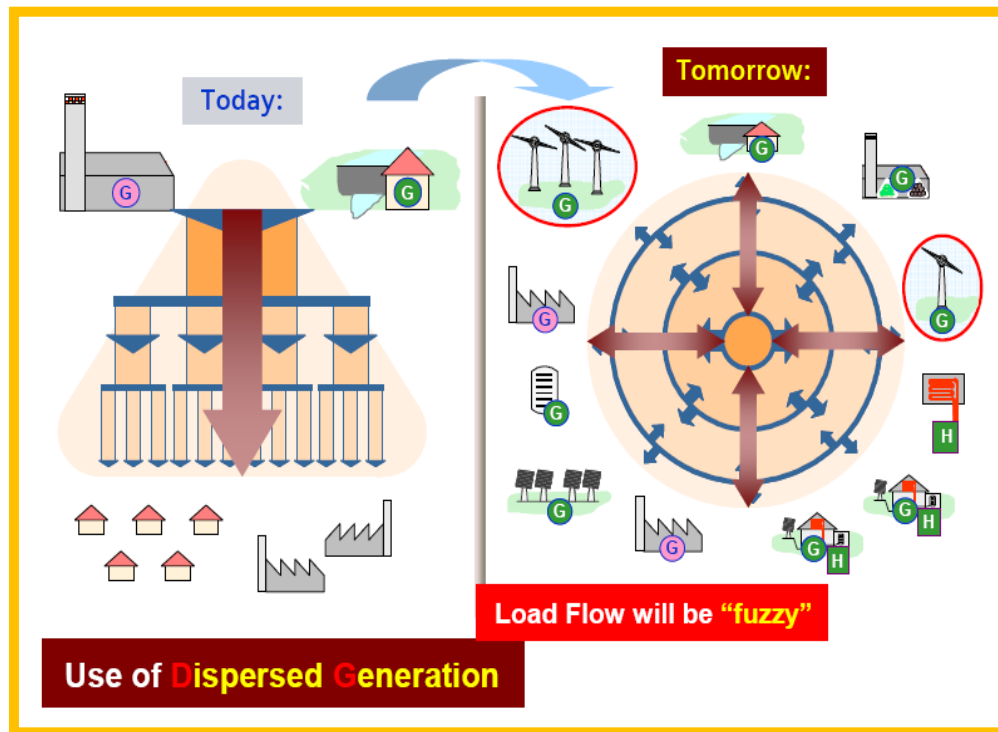 Today:
Tomorrow:
G
G
G
G
G
G
G
G
H
G
G
H
G
G
H
Load Flow will be “fuzzy”
Use of Dispersed Generation